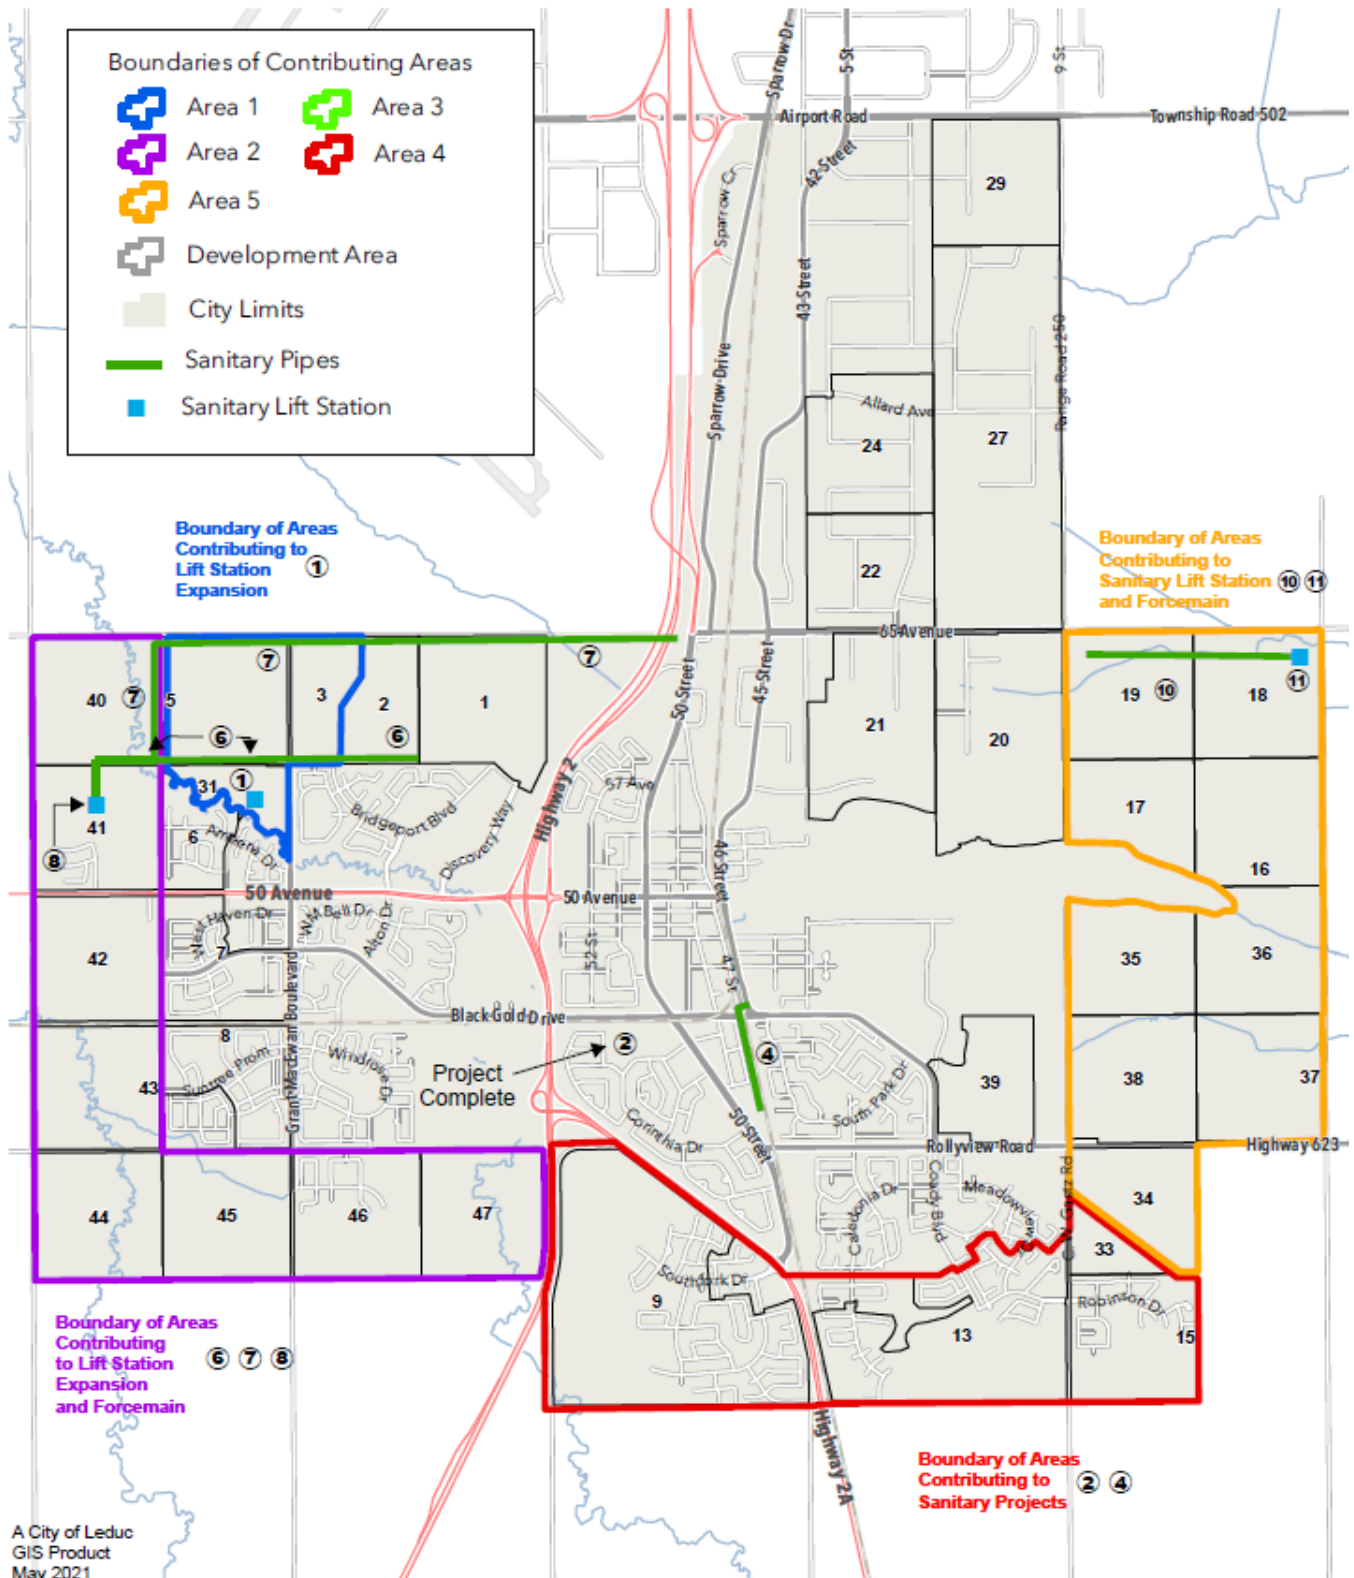 Boundaries of Contributing Areas
Area 1
Area 3
Area 2
Area 4
Area 5
Development Area
City Limits
Sanitary Pipes
Sanitary Lift Station
Sparrow Dr
5 St
9 St
Airport Road
Township Road 502
42 Street
29
Sparrow Cr
43 Street
Range Road 250
Sparrow Drive
Allard Ave
24
27
22
Boundary of Areas
Contributing to
Lift Station
Expansion
1
Boundary of Areas
Contributing to
Sanitary Lift Station
and Forcemain
10 11
65 Avenue
50 Street
45 Street
40
7
5
7
3
2
1
7
6
6
21
20
19
10
18
11
41
8
31
1
6
Amiens Dr
Bridgeport Blvd
Discovery Way
Highway 2
57 Ave
46 Street
17
16
50 Avenue
50 Avenue
West Haven Dr
W Bell Dr
Alton Dr
7
42
52 St
47 St
35
36
Black Gold Drive
8
Suntree Prom
Windrose Dr
Grant MacEwan Boulevard
43
Project
Complete
2
4
South Park Dr
39
38
37
Corinthia Dr
50 Street
Rollyview Road
Highway 623
44
45
46
47
Caledonia Dr
Coady Blvd
Meadowview
34
33
Southfork Dr
9
13
Robinson Dr
15
Boundary of Areas
Contributing
to Lift Station
Expansion
and Forcemain
6 7 8
Highway 2A
Boundary of Areas
Contributing to
Sanitary Projects
2 4
A City of Leduc
GIS Product
May 2021